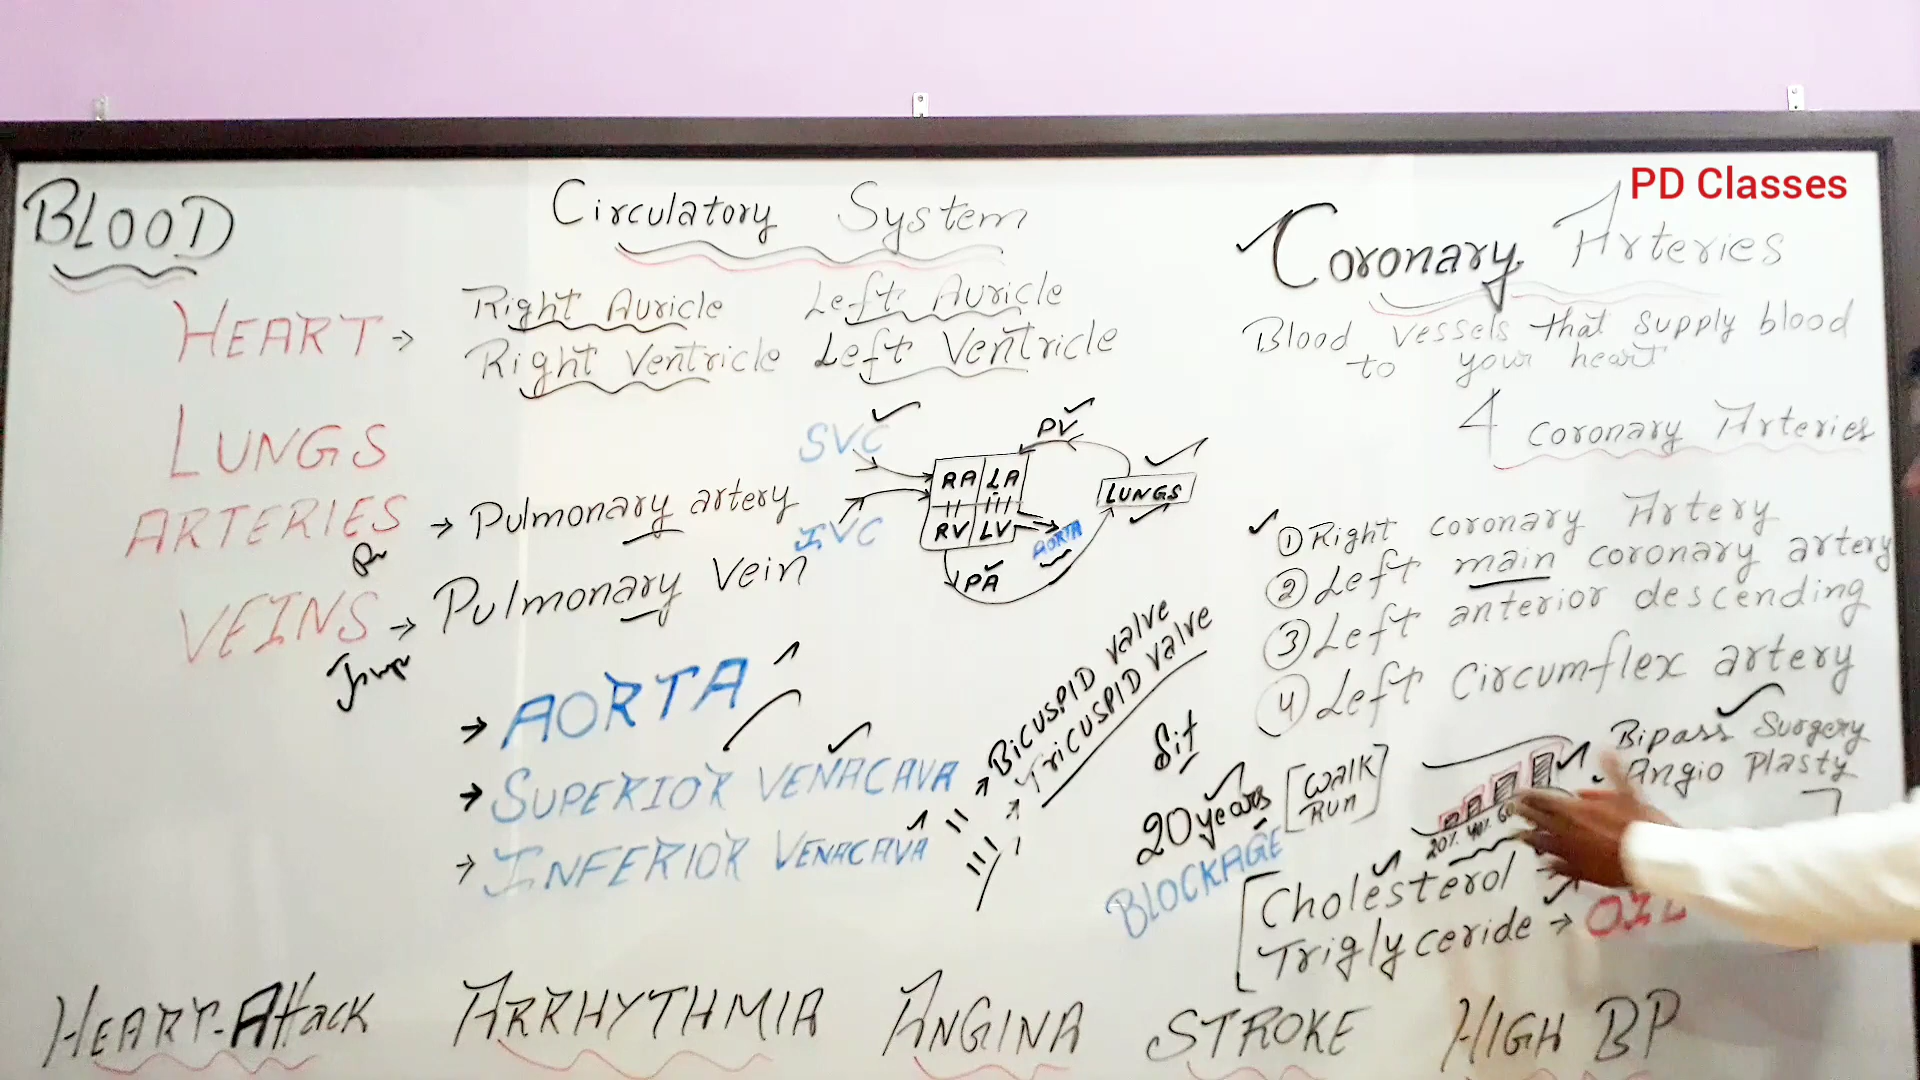 PD Classes
BLOOD
Circulatory System
Coronary Arteries
HEART → Right Auricle Left Auricle
Right Ventricle Left Ventricle
Blood vessels that supply blood
to your heart
LUNGS
4 Coronary Arteries
ARTERIES → Pulmonary artery
VEINS → Pulmonary Vein
→ AORTA
→ SUPERIOR VENACAVA
→ INFERIOR VENACAVA
SVC
IVC
PV
RA LA
RV LV
AORTA
PA
LUNGS
BICUSPID valve
TRICUSPID valve
① Right coronary Artery
② Left main coronary artery
③ Left anterior descending
④ Left Circumflex artery
Sit
20 years
[WALK
RUN]
BLOCKAGE
Bipass Surgery
Angio Plasty
20% 40%
Cholesterol
Triglyceride → OIL
HEART-Attack ARRHYTHMIA ANGINA STROKE HIGH BP